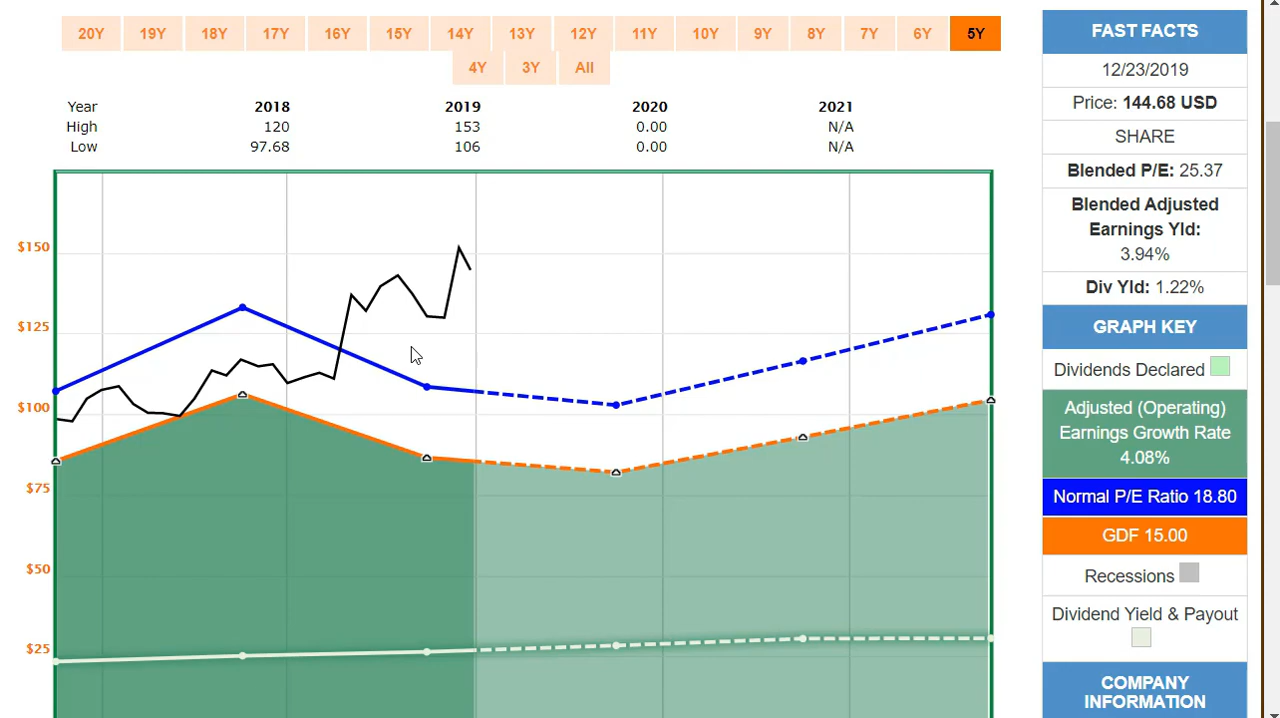 20Y 19Y 18Y 17Y 16Y 15Y 14Y 13Y 12Y 11Y 10Y 9Y 8Y 7Y 6Y 5Y
4Y 3Y All
Year 2018 2019 2020 2021
High 120 153 0.00 N/A
Low 97.68 106 0.00 N/A
$150
$125
$100
$75
$50
$25
FAST FACTS
12/23/2019
Price: 144.68 USD
SHARE
Blended P/E: 25.37
Blended Adjusted
Earnings Yld:
3.94%
Div Yld: 1.22%
GRAPH KEY
Dividends Declared
Adjusted (Operating)
Earnings Growth Rate
4.08%
Normal P/E Ratio 18.80
GDF 15.00
Recessions
Dividend Yield & Payout
COMPANY
INFORMATION